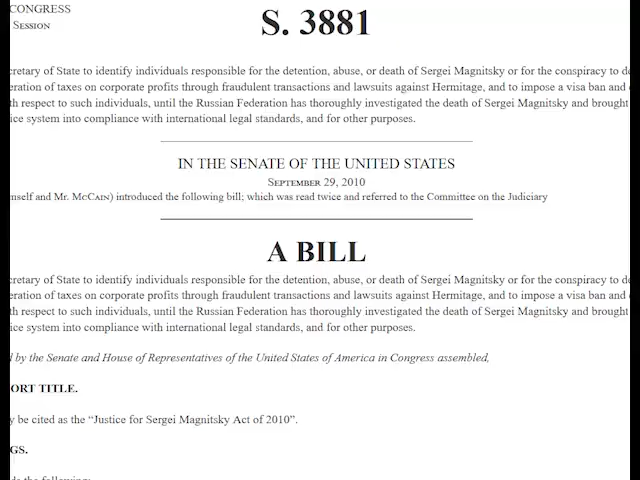 CONGRESS
SESSION
S. 3881
cretary of State to identify individuals responsible for the detention, abuse, or death of Sergei Magnitsky or for the conspiracy to de
eration of taxes on corporate profits through fraudulent transactions and lawsuits against Hermitage, and to impose a visa ban and
th respect to such individuals, until the Russian Federation has thoroughly investigated the death of Sergei Magnitsky and brought
ice system into compliance with international legal standards, and for other purposes.
IN THE SENATE OF THE UNITED STATES
SEPTEMBER 29, 2010
mself and Mr. MCCAIN) introduced the following bill; which was read twice and referred to the Committee on the Judiciary
A BILL
cretary of State to identify individuals responsible for the detention, abuse, or death of Sergei Magnitsky or for the conspiracy to de
eration of taxes on corporate profits through fraudulent transactions and lawsuits against Hermitage, and to impose a visa ban and
th respect to such individuals, until the Russian Federation has thoroughly investigated the death of Sergei Magnitsky and brought
ice system into compliance with international legal standards, and for other purposes.
d by the Senate and House of Representatives of the United States of America in Congress assembled,
ORT TITLE.
y be cited as the “Justice for Sergei Magnitsky Act of 2010”.
GS.
the following: